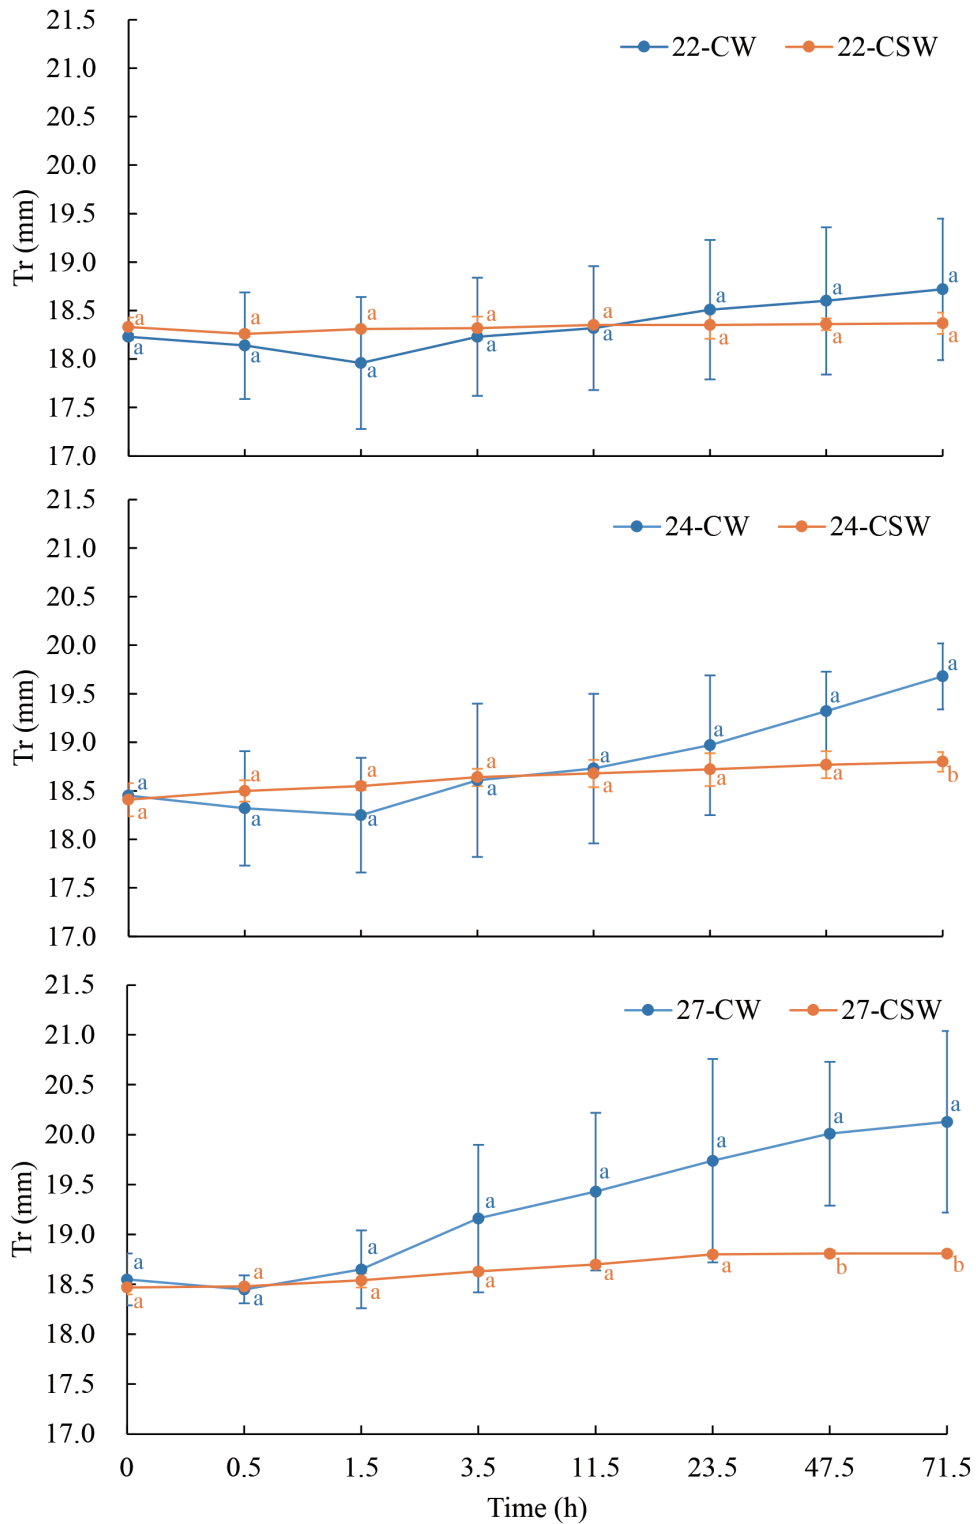 21.5
22-CW 22-CSW
21.0
20.5
20.0
19.5
19.0
18.5
18.0
17.5
17.0
Tr (mm)
a a a a a a a a
a a a a a a a a
21.5
24-CW 24-CSW
21.0
20.5
20.0
19.5
19.0
18.5
18.0
17.5
17.0
Tr (mm)
a a a a a a a a
a a a a a a a b
21.5
27-CW 27-CSW
21.0
20.5
20.0
19.5
19.0
18.5
18.0
17.5
17.0
Tr (mm)
a a a a a a a a
a a a a a a b b
0 0.5 1.5 3.5 11.5 23.5 47.5 71.5
Time (h)